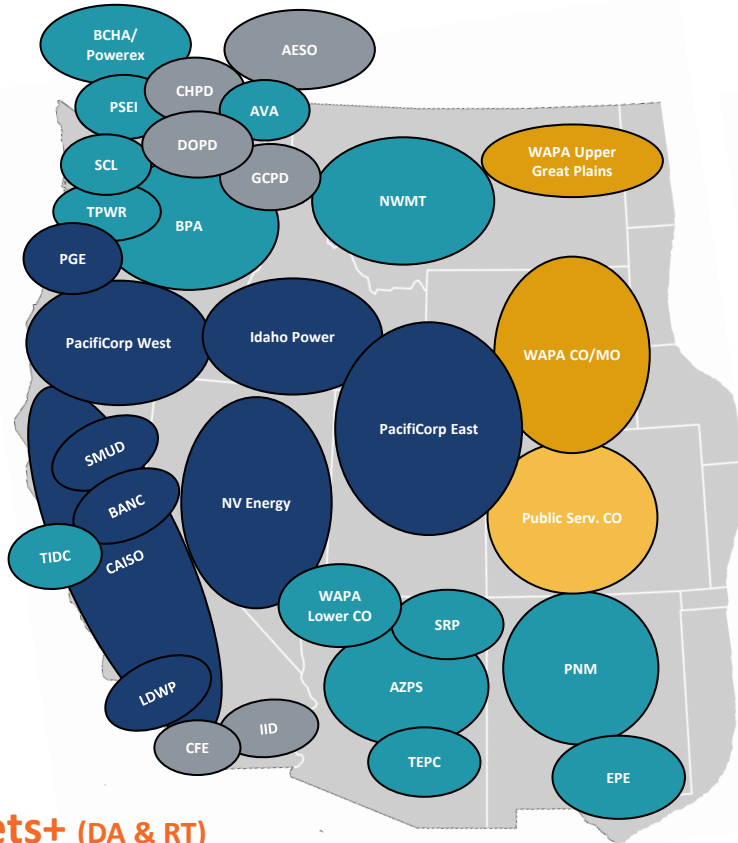 BCHA/
Powerex
AESO
CHPD
PSEI
AVA
DOPD
SCL
GCPD
WAPA Upper
Great Plains
NWMT
TPWR
BPA
PGE
PacifiCorp West
Idaho Power
WAPA CO/MO
PacifiCorp East
SMUD
NV Energy
BANC
Public Serv. CO
TIDC
CAISO
WAPA
Lower CO
SRP
PNM
AZPS
LDWP
IID
CFE
TEPC
EPE
ets+ (DA & RT)